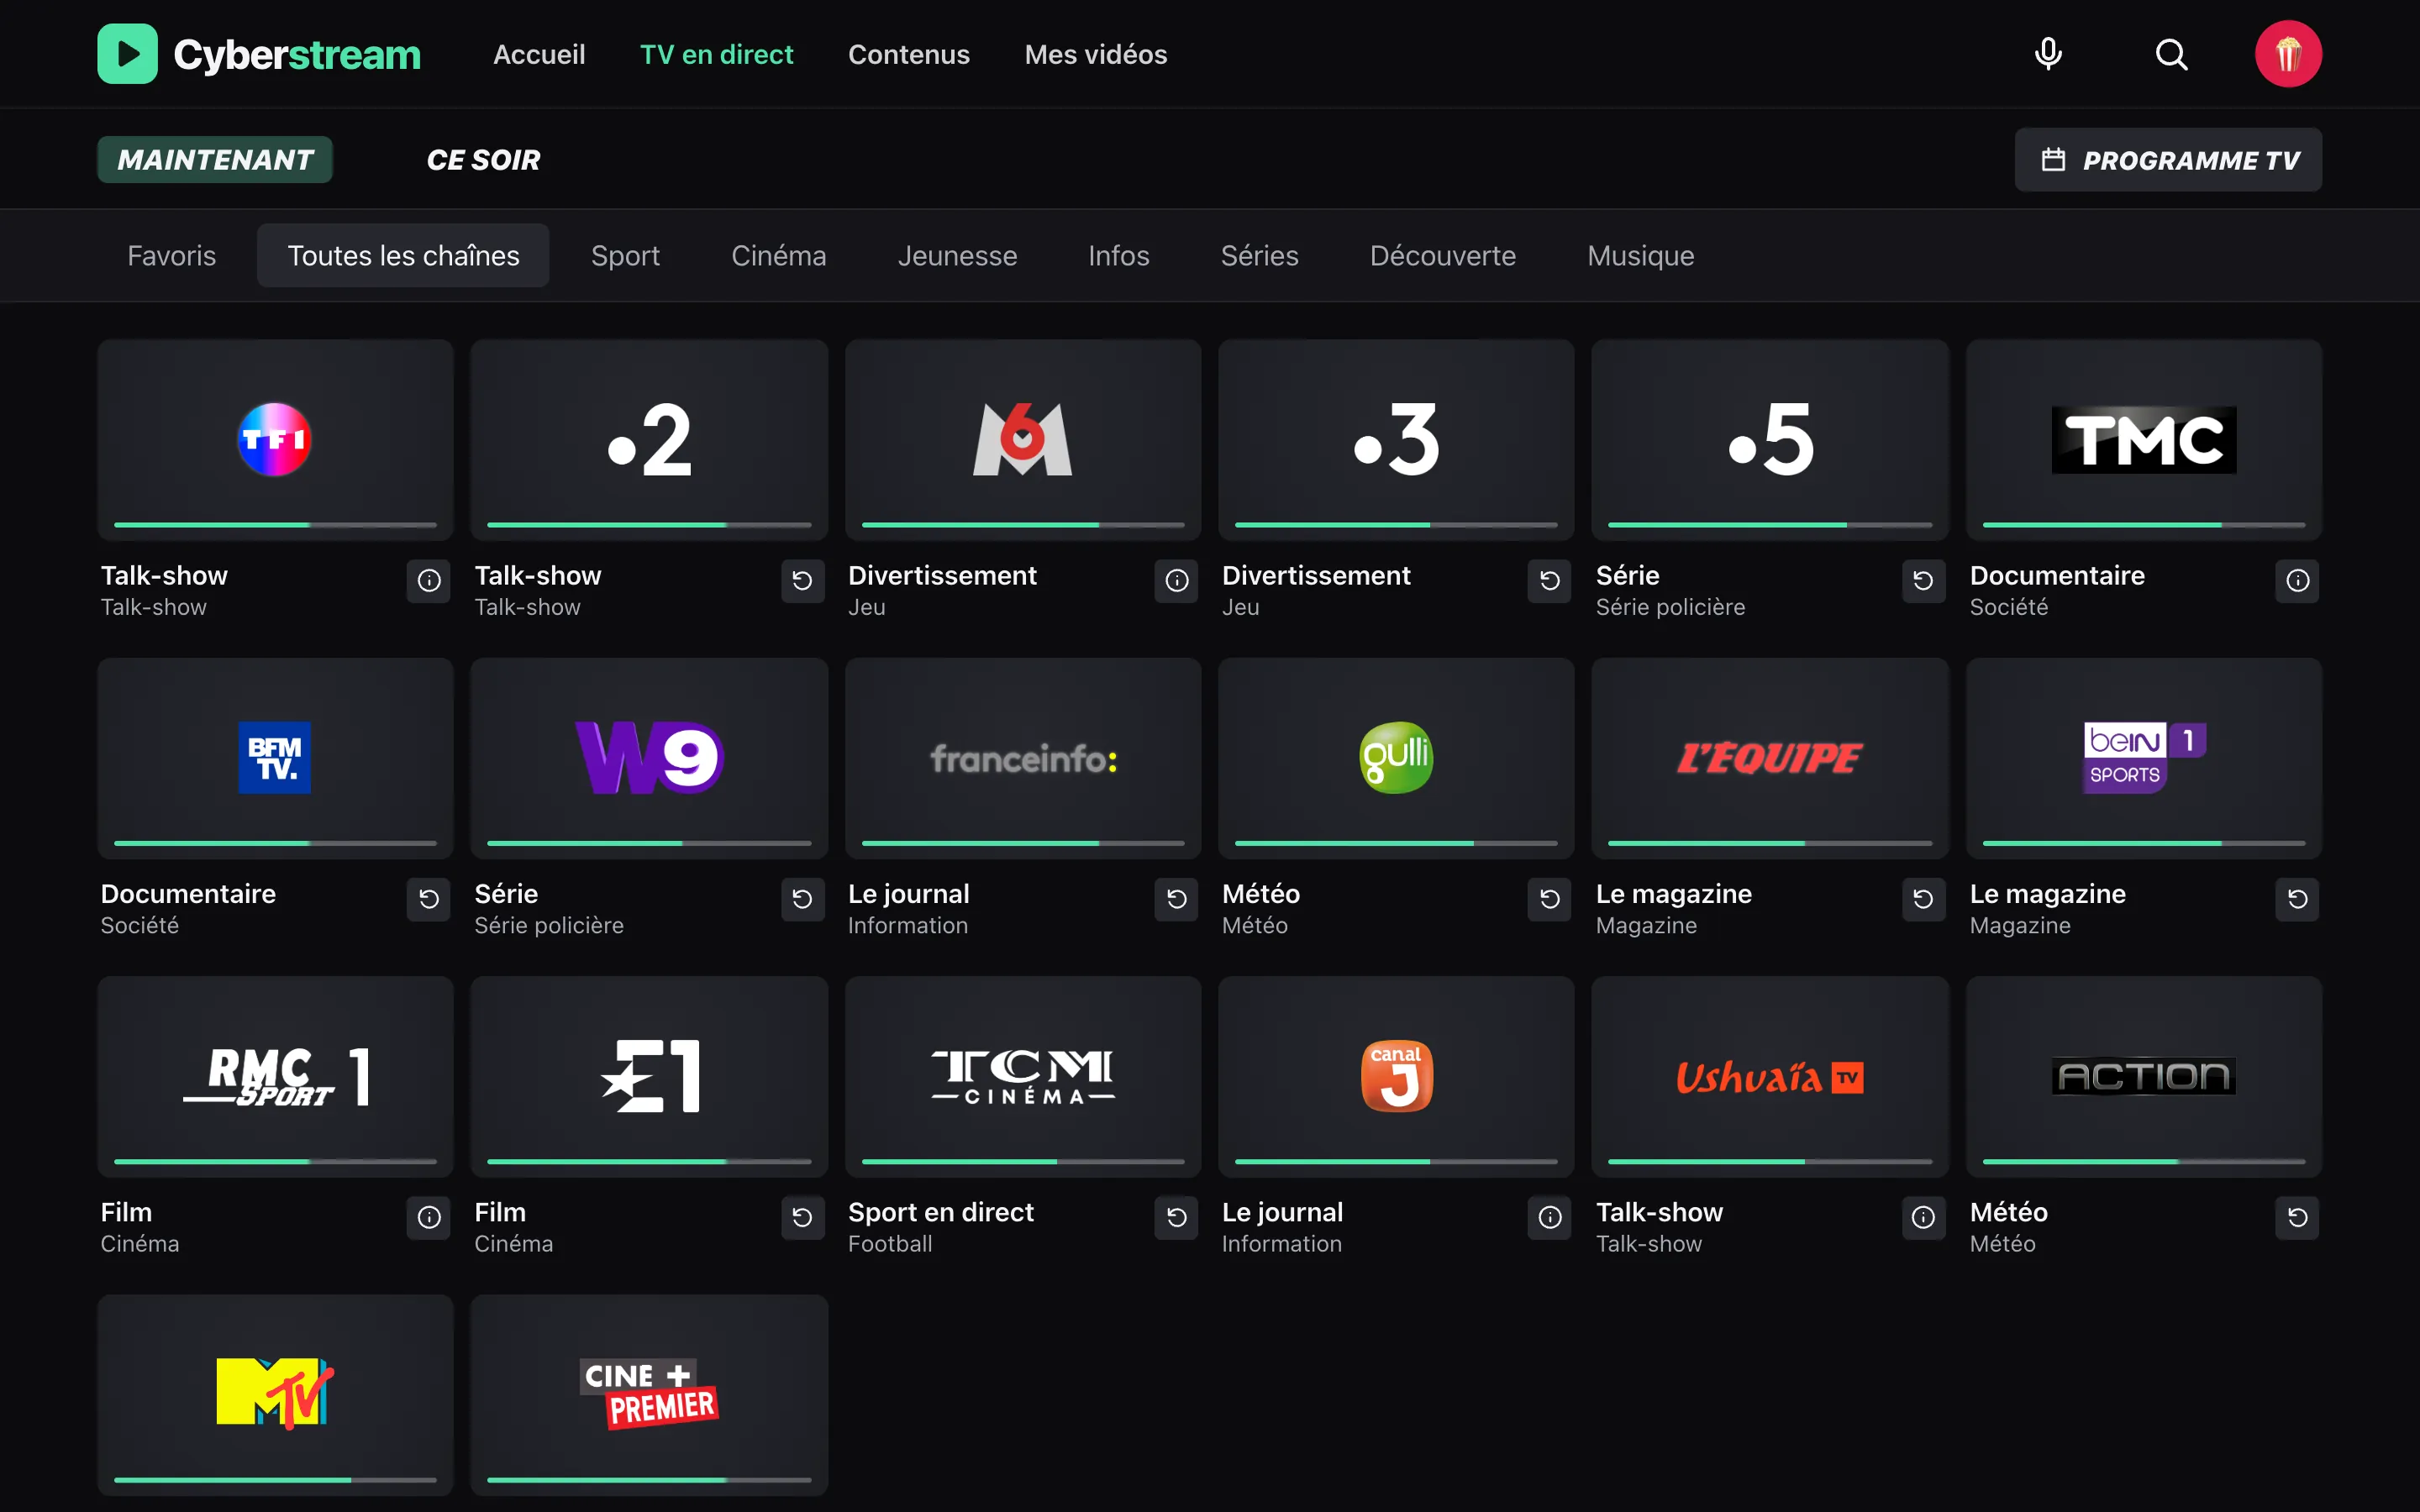 Cyberstream
Accueil
TV en direct
Contenus
Mes vidéos
MAINTENANT
CE SOIR
PROGRAMME TV
Favoris
Toutes les chaînes
Sport
Cinéma
Jeunesse
Infos
Séries
Découverte
Musique
TF1
•2
M6
•3
•5
TMC
Talk-show
Talk-show
Talk-show
Talk-show
Divertissement
Jeu
Divertissement
Jeu
Série
Série policière
Documentaire
Société
BFM
TV.
W9
franceinfo:
gulli
L'ÉQUIPE
beIN 1
SPORTS
Documentaire
Société
Série
Série policière
Le journal
Information
Météo
Météo
Le magazine
Magazine
Le magazine
Magazine
RMC
SPORT 1
E1
TCM
CINÉMA
canal
J
Ushuaïa TV
ACTION
Film
Cinéma
Film
Cinéma
Sport en direct
Football
Le journal
Information
Talk-show
Talk-show
Météo
Météo
MTV
CINE +
PREMIER